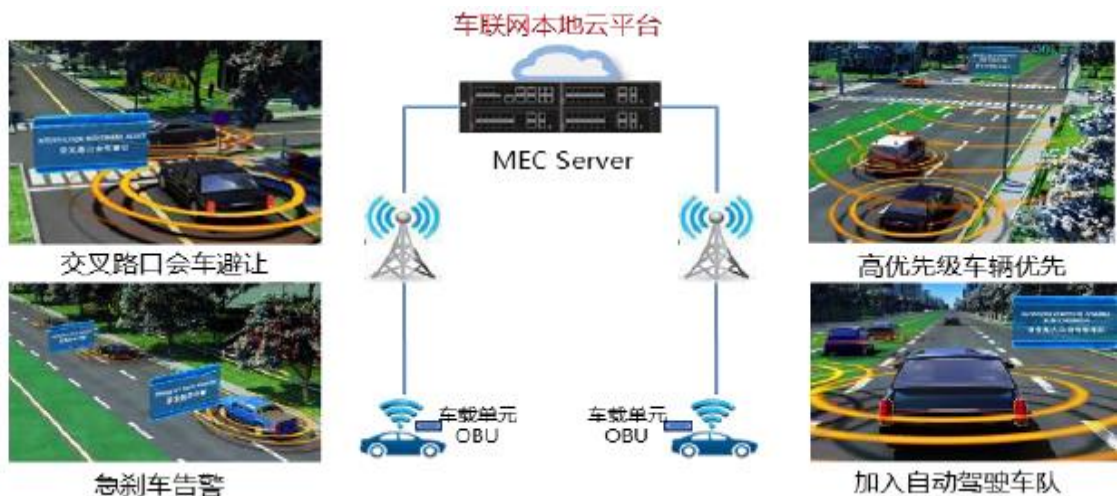 车联网本地云平台
MEC Server
交叉路口会车避让
高优先级车辆优先
车载单元
OBU
车载单元
OBU
急刹车告警
加入自动驾驶车队